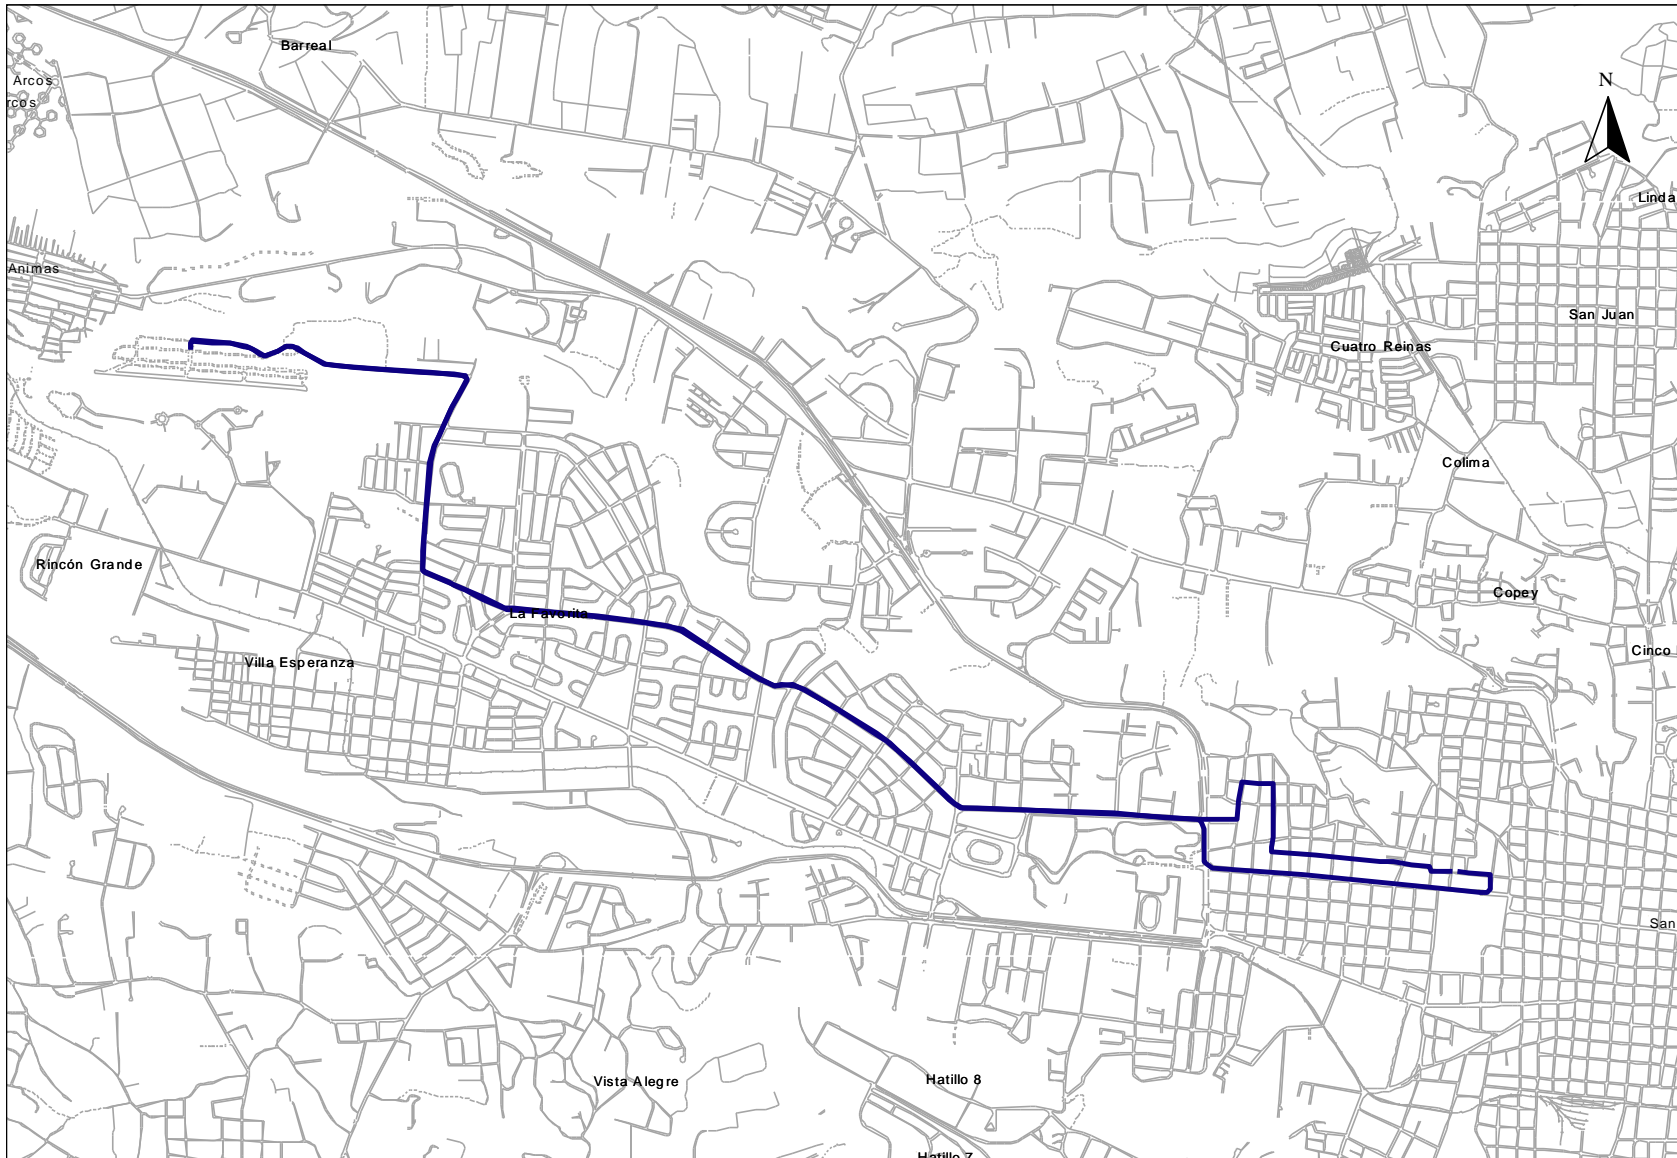 Barreal
Arcos
rcos
N
Linda
Animas
San Juan
Cuatro Reinas
Colima
Rincón Grande
Copey
La Favorita
Cinco
Villa Esperanza
San
Vista Alegre
Hatillo 8
Hatillo 7